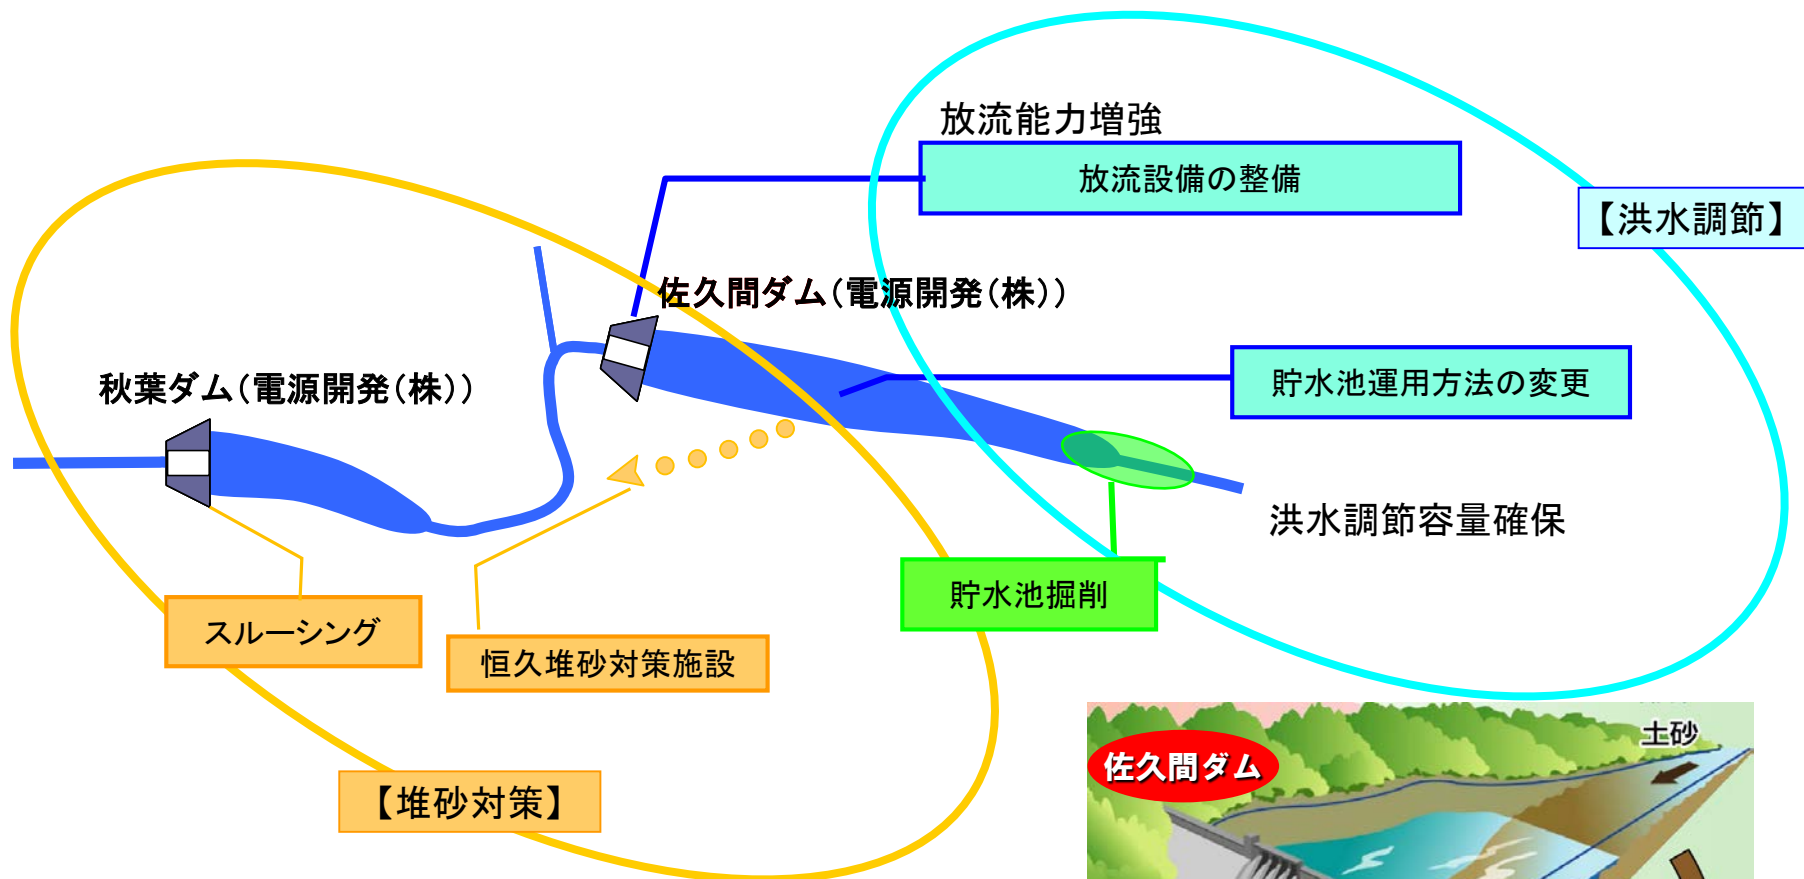 放流能力増強
放流設備の整備
【洪水調節】
佐久間ダム（電源開発（株））
貯水池運用方法の変更
秋葉ダム（電源開発（株））
洪水調節容量確保
貯水池掘削
スルーシング
恒久堆砂対策施設
【堆砂対策】
土砂
佐久間ダム